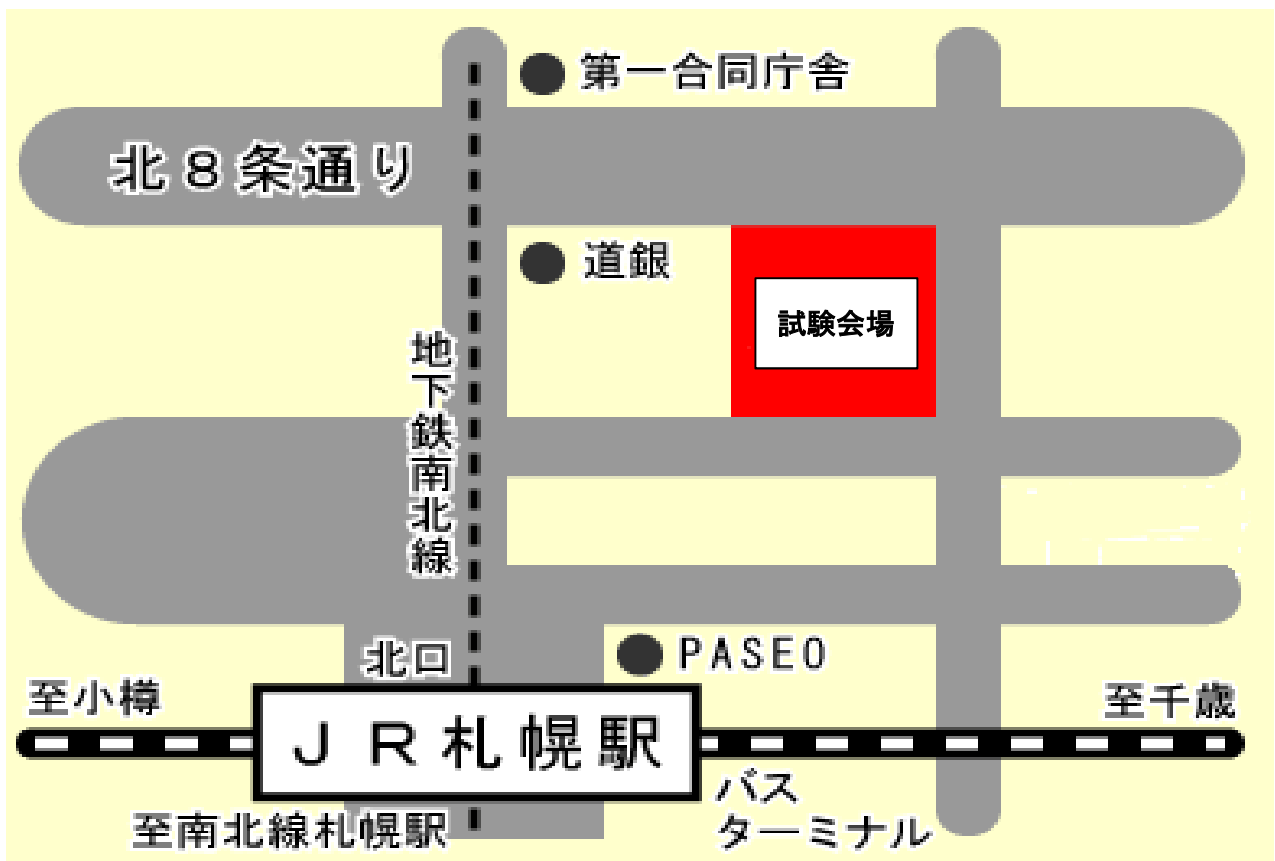 第一合同庁舎
北８条通り
道銀
試験会場
地下鉄南北線
北口
PASEO
至小樽
至千歳
ＪＲ札幌駅
バス
ターミナル
至南北線札幌駅